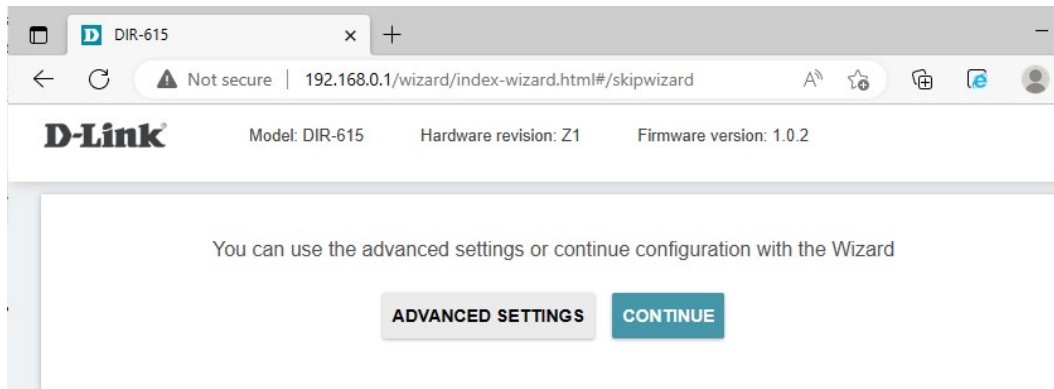 DIR-615
Not secure 192.168.0.1/wizard/index-wizard.html#/skipwizard
D-Link Model: DIR-615 Hardware revision: Z1 Firmware version: 1.0.2
You can use the advanced settings or continue configuration with the Wizard
ADVANCED SETTINGS CONTINUE